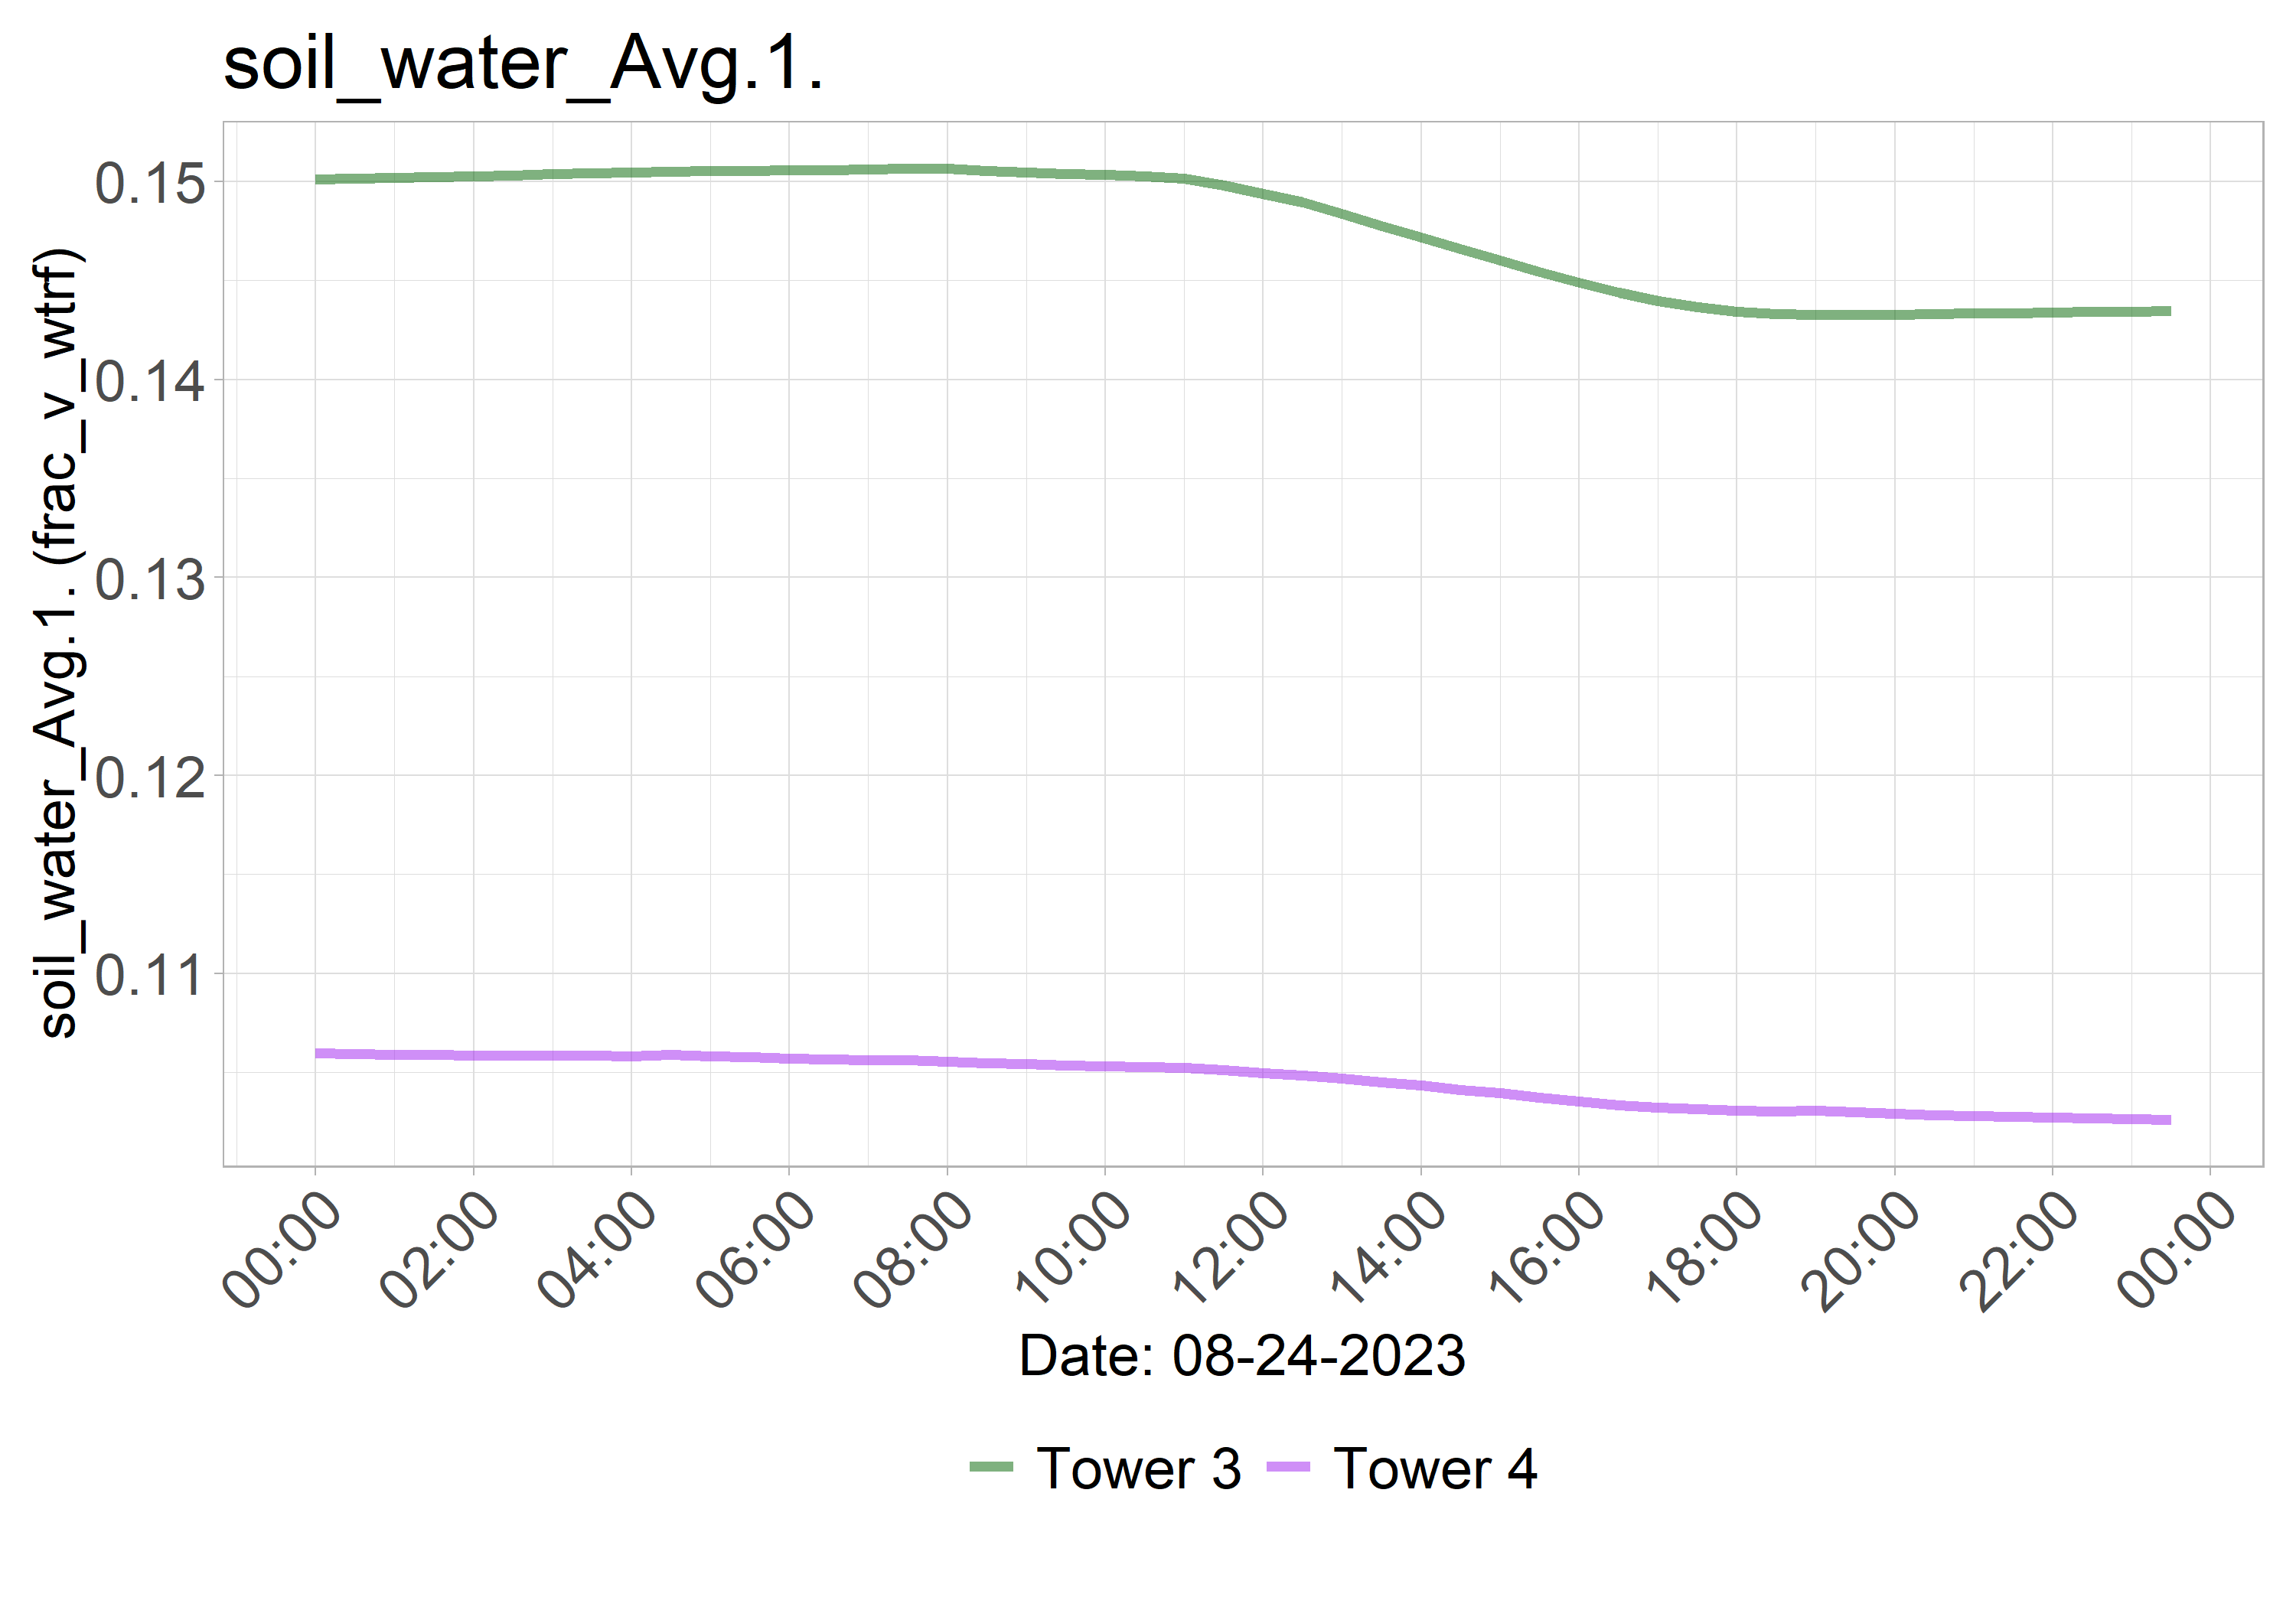 soil_water_Avg.1.
soil_water_Avg.1. (frac_v_wtrf)
0.15
0.14
0.13
0.12
0.11
00:00 02:00 04:00 06:00 08:00 10:00 12:00 14:00 16:00 18:00 20:00 22:00 00:00
Date: 08-24-2023
Tower 3 Tower 4